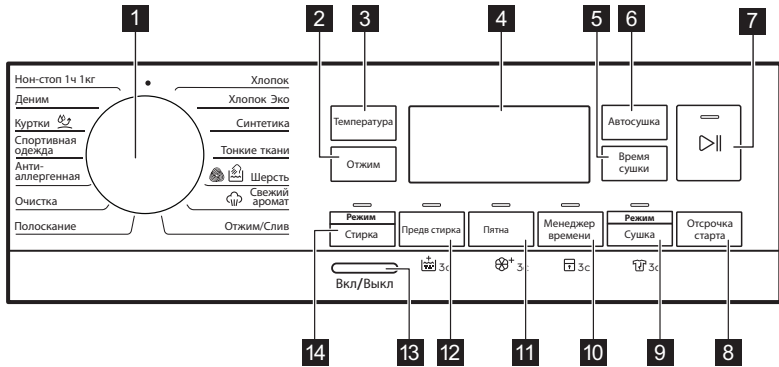 1
2
3
4
5
6
7
Нон-стоп 1ч 1кг
Деним
Куртки
Спортивная
одежда
Анти-
аллергенная
Очистка
Полоскание
Хлопок
Хлопок Эко
Синтетика
Тонкие ткани
Шерсть
Свежий
аромат
Отжим/Слив
Температура
Отжим
Автосушка
Время
сушки
Режим
Стирка
Предв стирка
Пятна
Менеджер
времени
Режим
Сушка
Отсрочка
старта
Вкл/Выкл
3с
3с
3с
3с
14
13
12
11
10
9
8